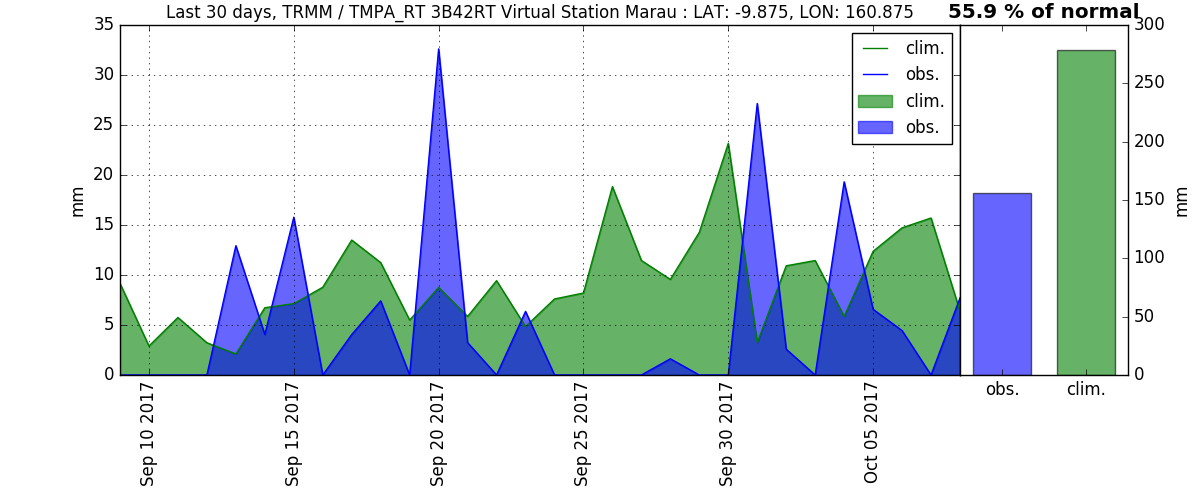 Last 30 days, TRMM / TMPA_RT 3B42RT Virtual Station Marau : LAT: -9.875, LON: 160.875
55.9 % of normal
35
30
25
20
15
10
5
0
mm
clim.
obs.
clim.
obs.
300
250
200
150
100
50
0
mm
Sep 10 2017
Sep 15 2017
Sep 20 2017
Sep 25 2017
Sep 30 2017
Oct 05 2017
obs.
clim.